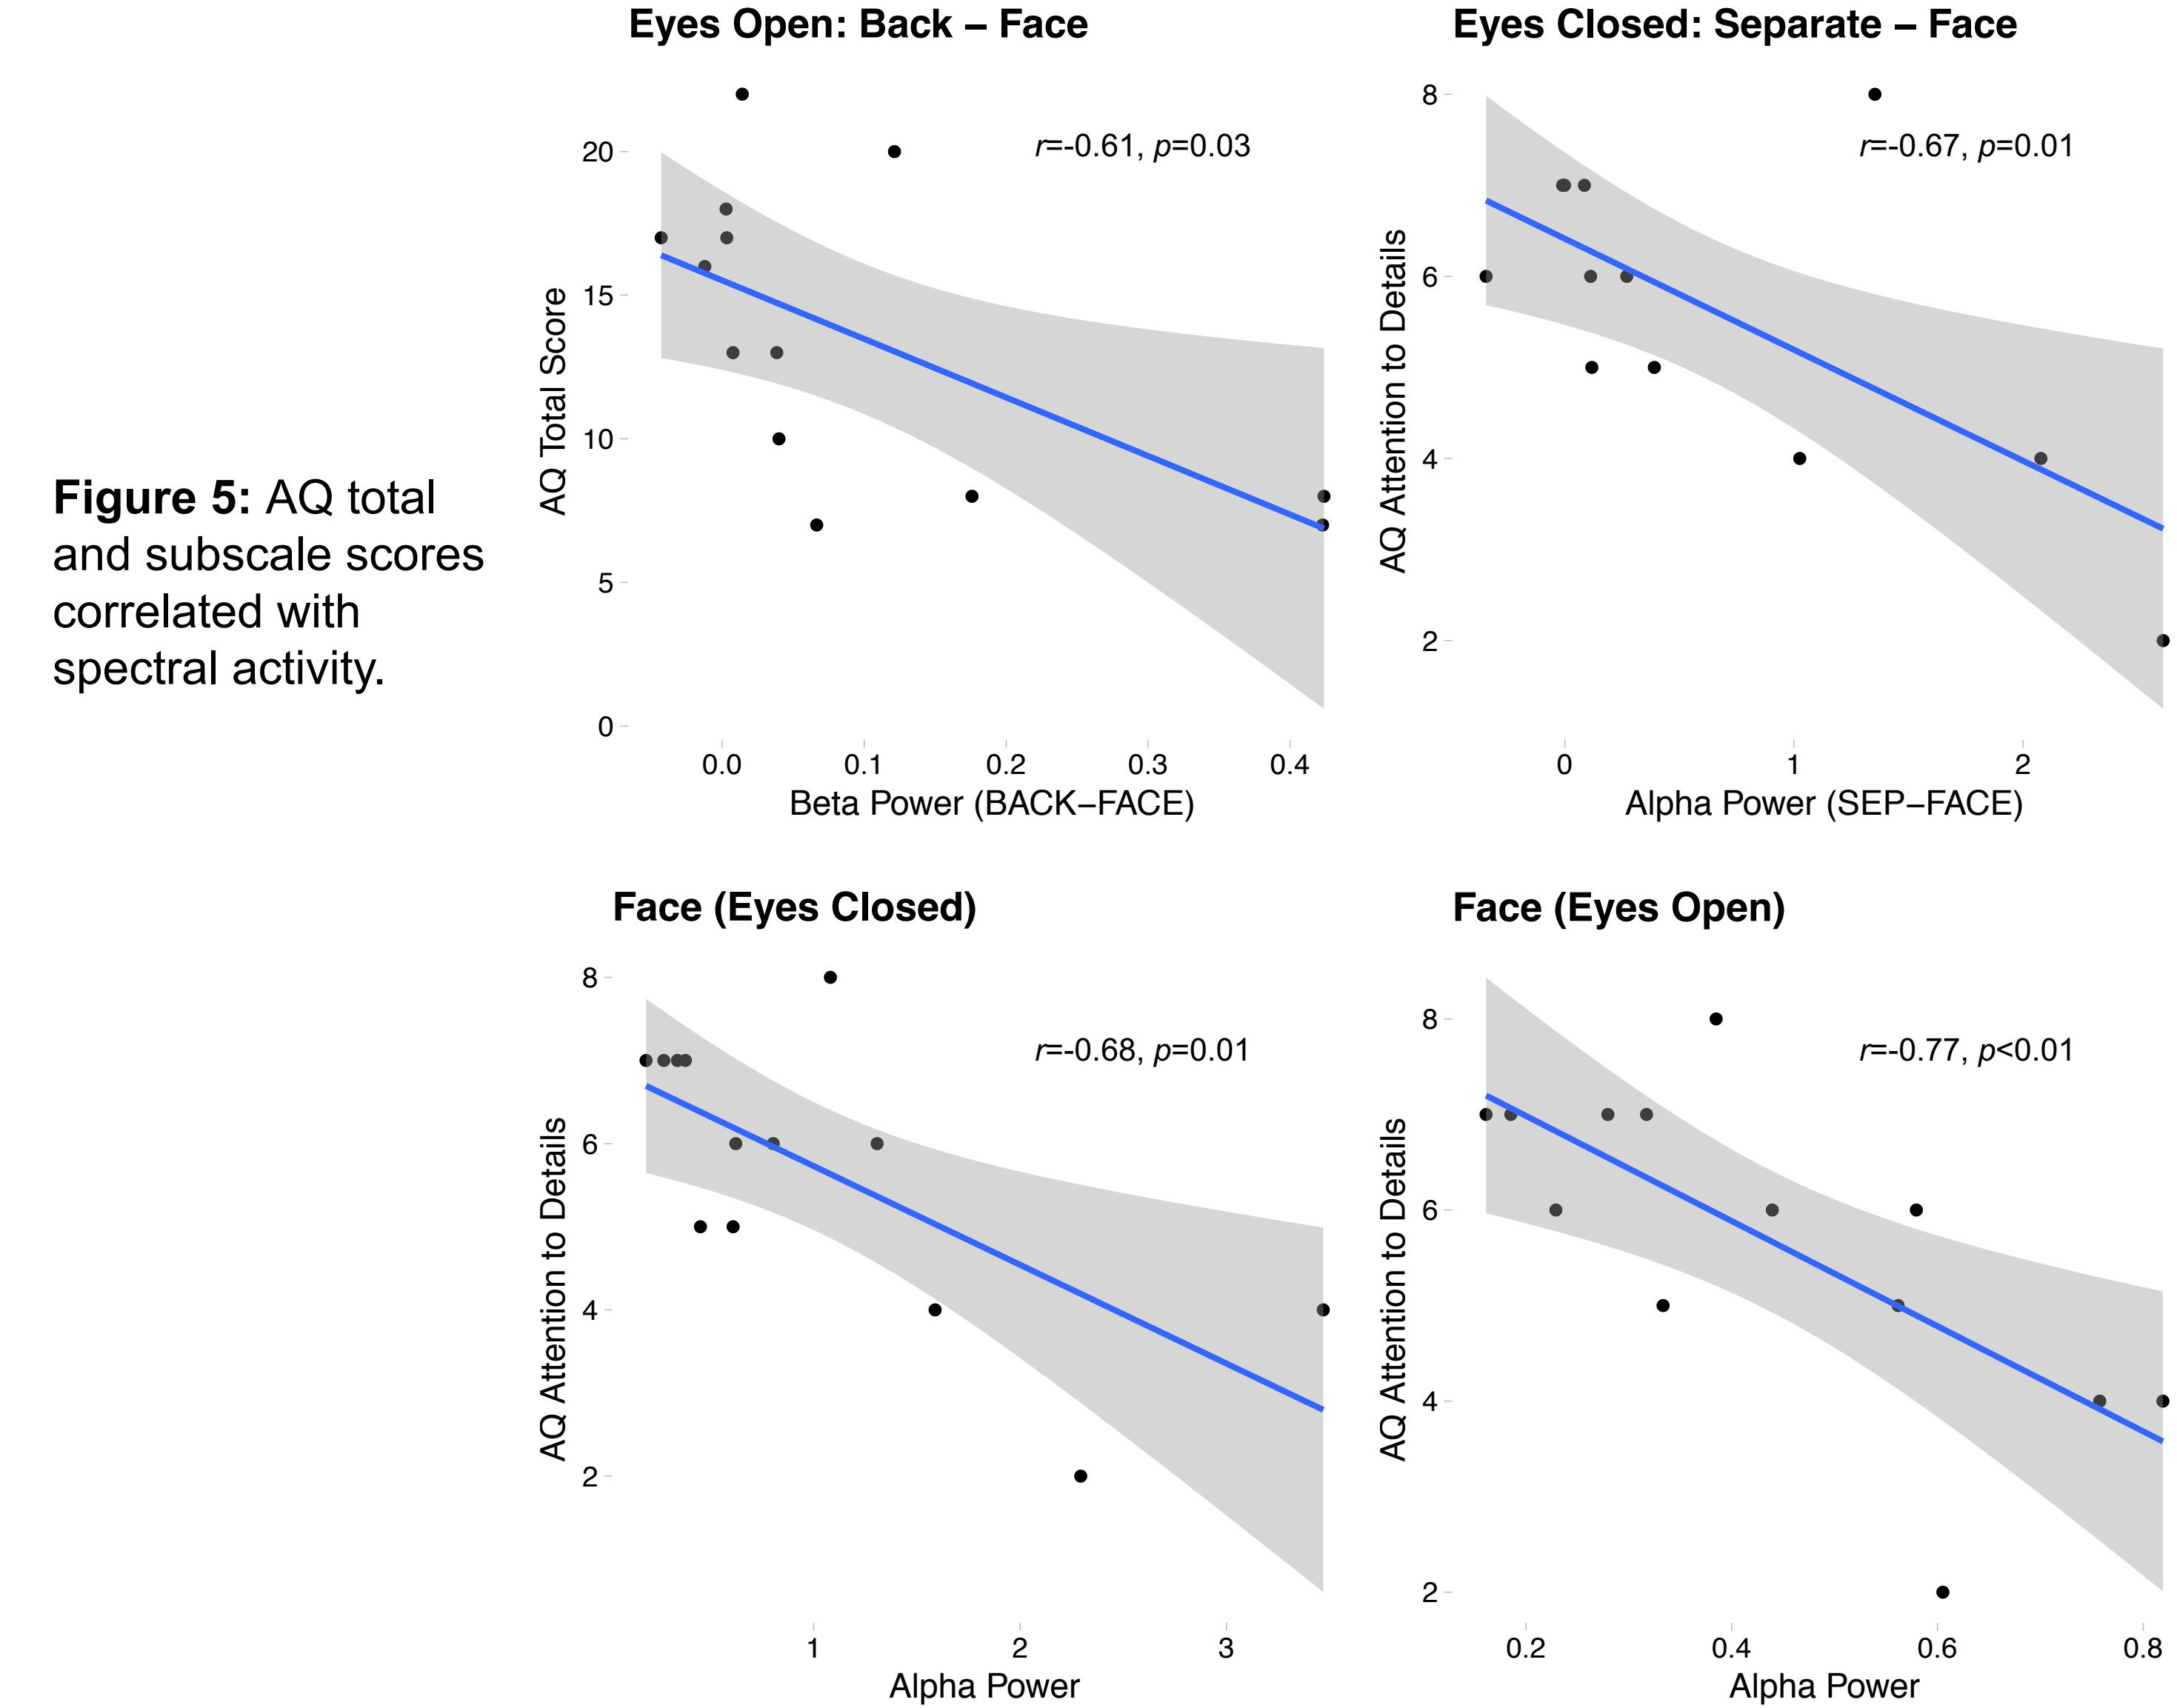 Figure 5: AQ total
and subscale scores
correlated with
spectral activity.
Eyes Open: Back – Face
r=-0.61, p=0.03
AQ Total Score
20
15
10
5
0
0.0 0.1 0.2 0.3 0.4
Beta Power (BACK–FACE)
Eyes Closed: Separate – Face
r=-0.67, p=0.01
AQ Attention to Details
8
6
4
2
0 1 2
Alpha Power (SEP–FACE)
Face (Eyes Closed)
r=-0.68, p=0.01
AQ Attention to Details
8
6
4
2
1 2 3
Alpha Power
Face (Eyes Open)
r=-0.77, p<0.01
AQ Attention to Details
8
6
4
2
0.2 0.4 0.6 0.8
Alpha Power